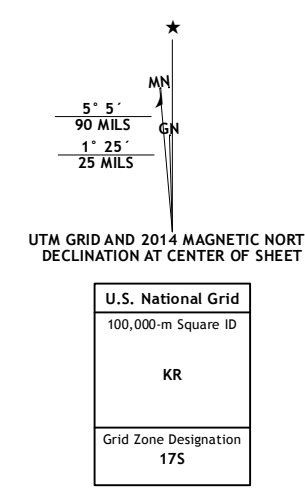 ★
MN
GN
5° 5´
90 MILS
1° 25´
25 MILS
UTM GRID AND 2014 MAGNETIC NORT
DECLINATION AT CENTER OF SHEET
U.S. National Grid
100,000-m Square ID
KR
Grid Zone Designation
17S